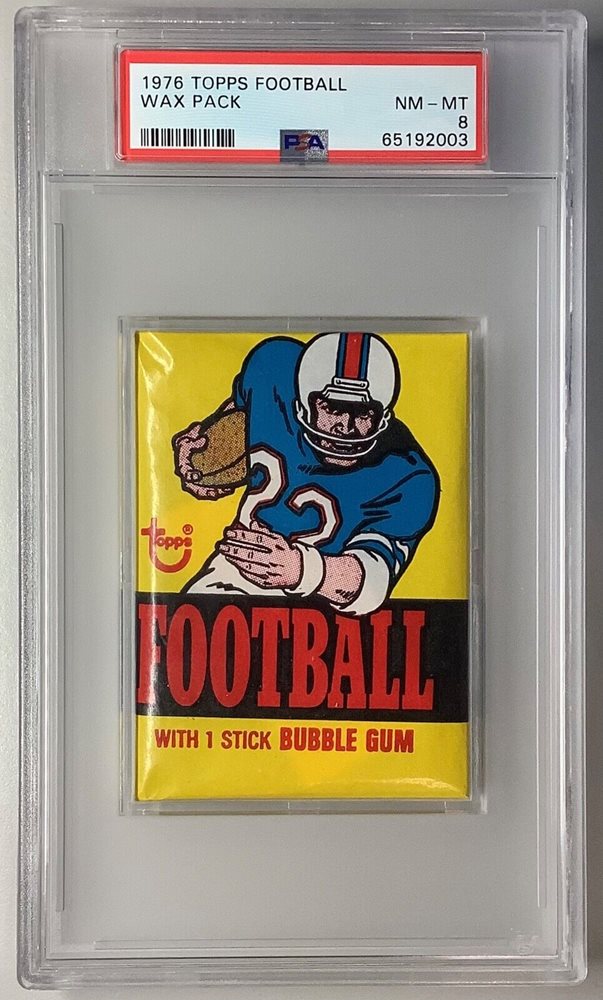 1976 TOPPS FOOTBALL
WAX PACK
NM – MT
8
65192003
PSA
22
topps®
FOOTBALL
WITH 1 STICK BUBBLE GUM